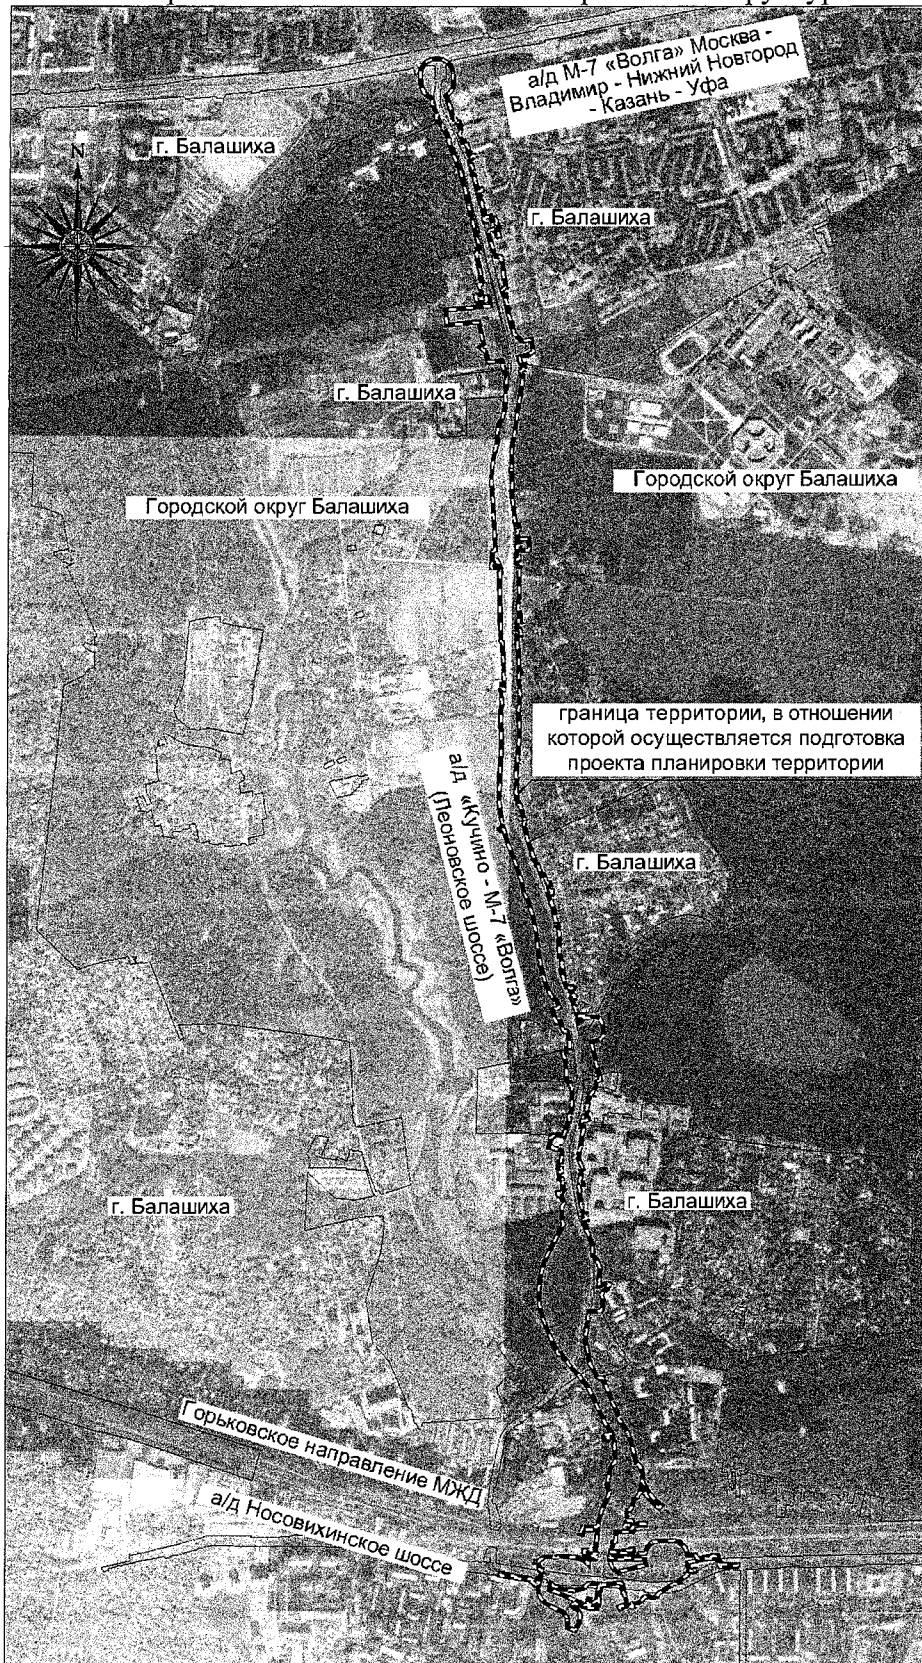 а/д М-7 «Волга» Москва -
Владимир - Нижний Новгород
- Казань - Уфа
г. Балашиха
N
г. Балашиха
г. Балашиха
Городской округ Балашиха
Городской округ Балашиха
граница территории, в отношении
которой осуществляется подготовка
проекта планировки территории
а/д «Кучино - М-7 «Волга»
(Леоновское шоссе)
г. Балашиха
г. Балашиха
г. Балашиха
Горьковское направление МЖД
а/д Носовихинское шоссе